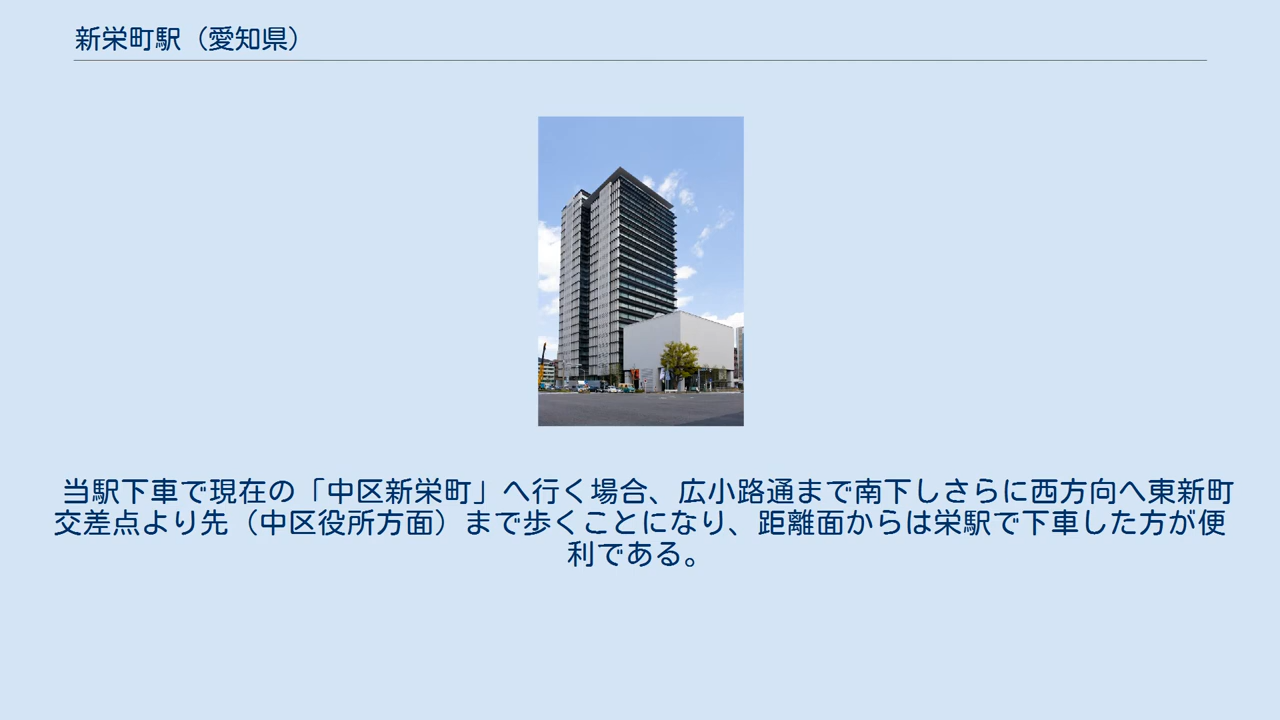 新栄町駅（愛知県）
当駅下車で現在の「中区新栄町」へ行く場合、広小路通まで南下しさらに西方向へ東新町
交差点より先（中区役所方面）まで歩くことになり、距離面からは栄駅で下車した方が便
利である。